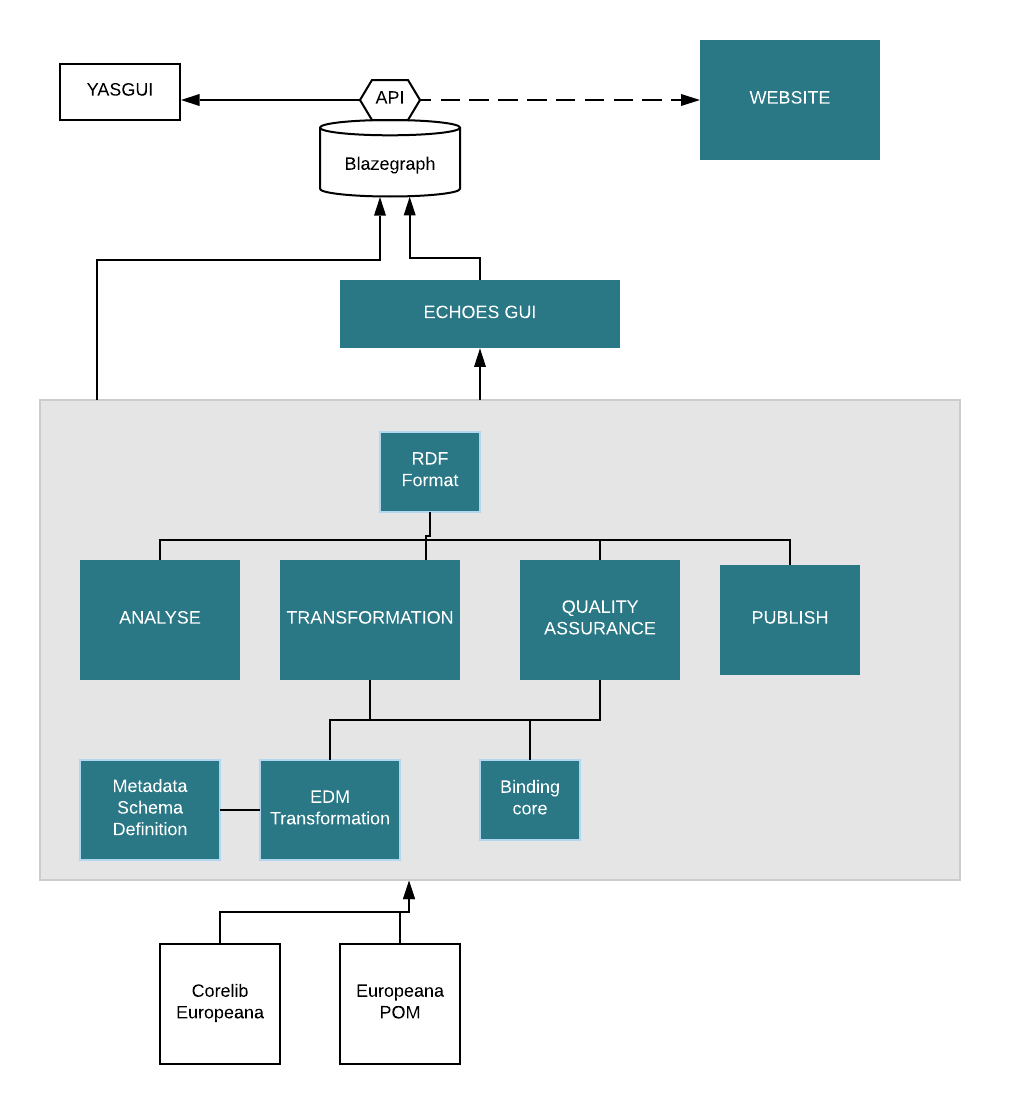 YASGUI
API
WEBSITE
Blazegraph
ECHOES GUI
RDF
Format
ANALYSE
TRANSFORMATION
QUALITY
ASSURANCE
PUBLISH
Metadata
Schema
Definition
EDM
Transformation
Binding
core
Corelib
Europeana
Europeana
POM